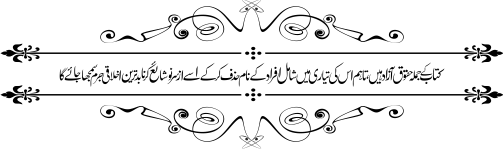 کتاب کے جملہ حقوق آزاد ہیں، تاہم اس کی تیاری میں شامل افراد کے نام حذف کر کے اسے از سرِ نو شائع کرنا بدترین اخلاقی جرم سمجھا جائے گا